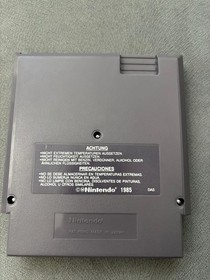 ACHTUNG
•NICHT EXTREMEN TEMPERATUREN AUSSETZEN.
•NICHT FEUCHTIGKEIT AUSSETZEN.
•NICHT REINIGEN MIT BENZIN, VERDÜNNER, ALKOHOL ODER
ÄHNLICHEN FLÜSSIGKEITEN.
PRECAUCIONES
•NO SE DEBE ALMACENAR EN TEMPERATURAS EXTREMAS.
•NO LO SUMERJA NUNCA EN AGUA.
•NO LO LIMPIE CON BENCINA, DISOLVENTES DE PINTURAS,
ALCOHOL U OTROS SIMILARES.
©® Nintendo® 1985
Nintendo